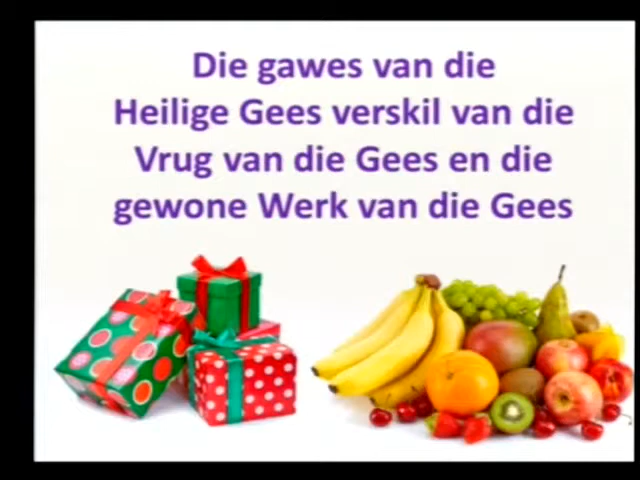 Die gawes van die
Heilige Gees verskil van die
Vrug van die Gees en die
gewone Werk van die Gees